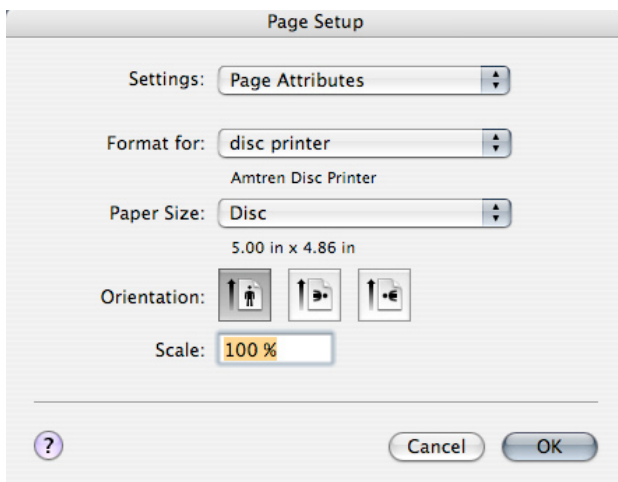 Page Setup
Settings: Page Attributes
Format for: disc printer
Amtren Disc Printer
Paper Size: Disc
5.00 in x 4.86 in
Orientation:
Scale: 100 %
? Cancel OK